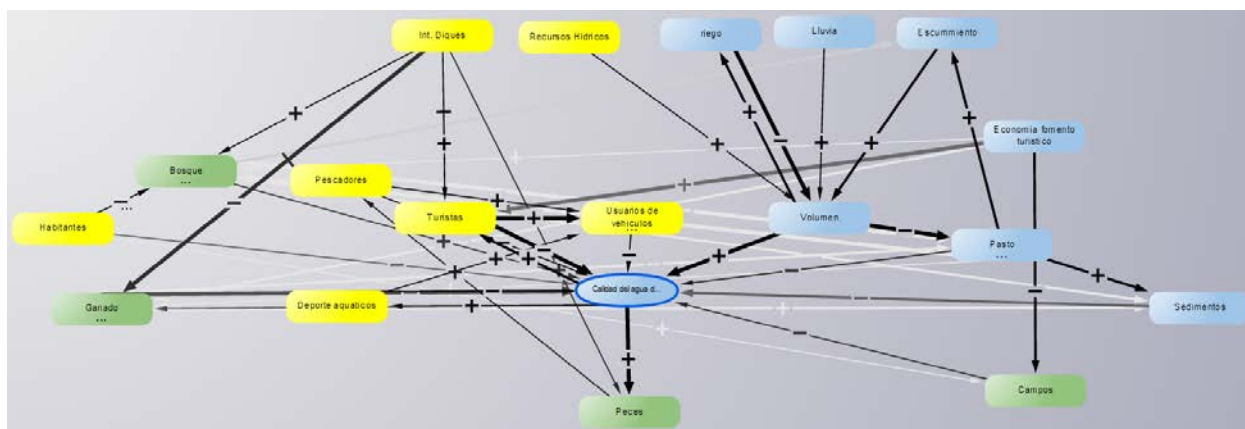 Int. Diques
Recursos Hídricos
riego
Lluvia
Escurrimiento
Economía fomento
turístico
Bosque
...
Pescadores
Habitantes
...
Turistas
Usuarios de
vehículos
...
Volumen
Pasto
...
Calidad del agua d...
Ganado
...
Deporte aquaticos
Sedimentos
Campos
Peces